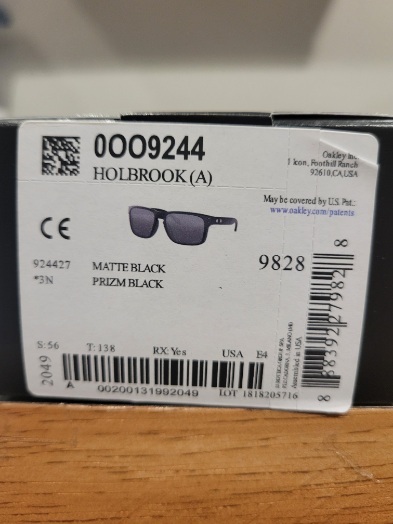 0OO9244
HOLBROOK (A)
Oakley Inc.
1 Icon, Foothill Ranch
92610,CA,USA
May be covered by U.S. Pat.:
www.oakley.com/patents
CE
924427 MATTE BLACK 9828
*3N PRIZM BLACK
S: 56 T: 138 RX: Yes USA E4
2049
A 00200131992049
LOT 1818205716
8 88392 27982 8